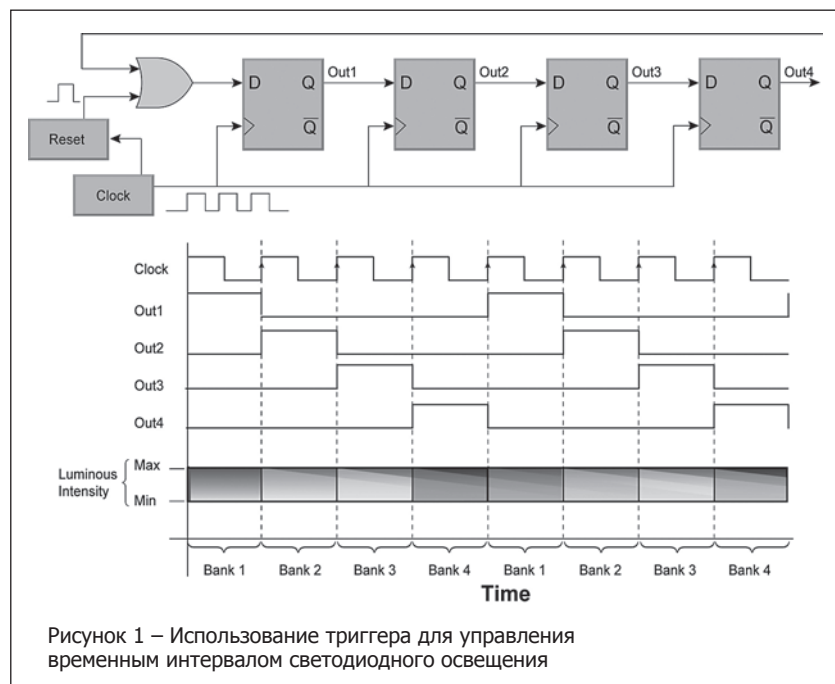 Out1 Out2 Out3 Out4
D Q D Q D Q D Q
Q Q Q Q
Reset
Clock
Clock
Out1
Out2
Out3
Out4
Luminous
Intensity
Max
Min
Bank 1 Bank 2 Bank 3 Bank 4 Bank 1 Bank 2 Bank 3 Bank 4
Time
Рисунок 1 – Использование триггера для управления
временным интервалом светодиодного освещения